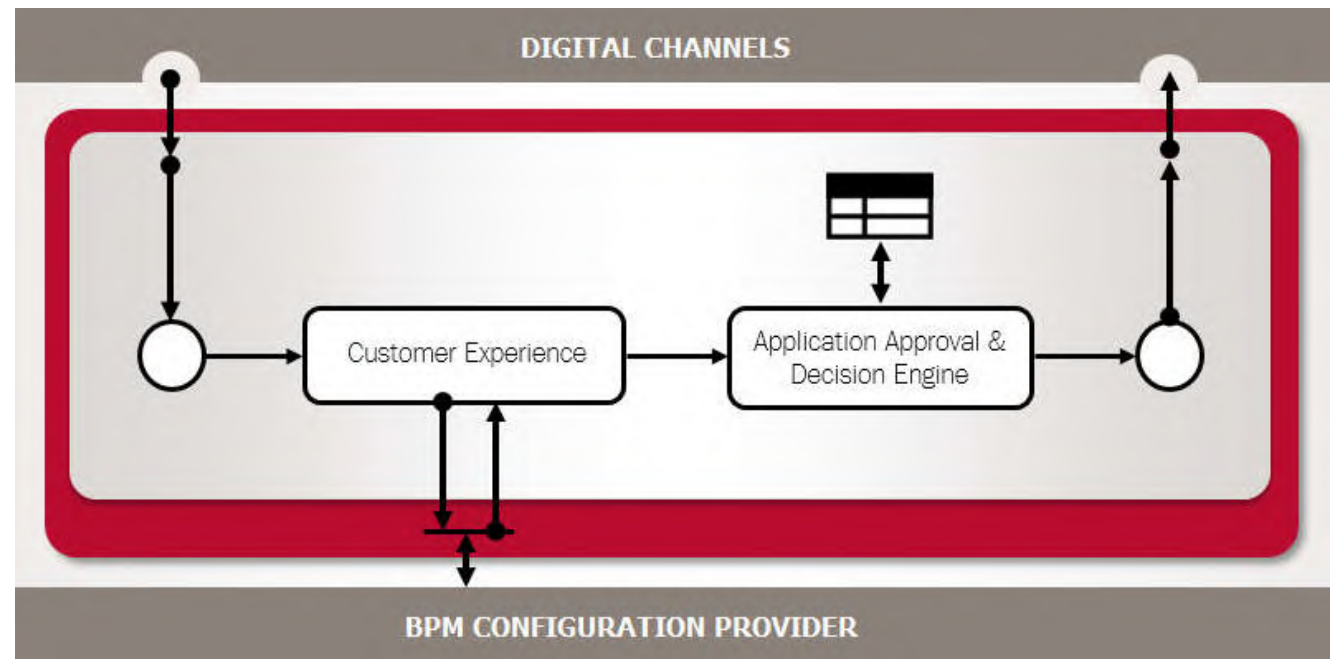 DIGITAL CHANNELS
Customer Experience
Application Approval &
Decision Engine
BPM CONFIGURATION PROVIDER